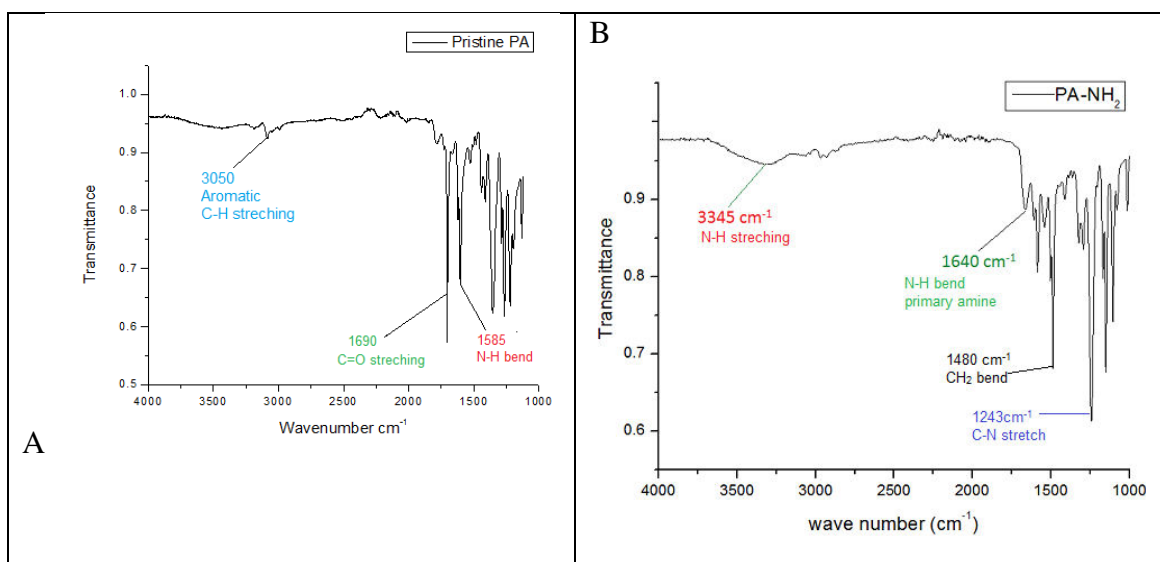 Pristine PA
1.0
0.9
0.8
0.7
0.6
0.5
Transmittance
3050
Aromatic
C-H streching
1690
C=O streching
1585
N-H bend
4000 3500 3000 2500 2000 1500 1000
Wavenumber cm⁻¹
A
B
PA-NH₂
1.0
0.9
0.8
0.7
0.6
Transmittance
3345 cm⁻¹
N-H streching
1640 cm⁻¹
N-H bend
primary amine
1480 cm⁻¹
CH₂ bend
1243cm⁻¹
C-N stretch
4000 3500 3000 2500 2000 1500 1000
wave number (cm⁻¹)